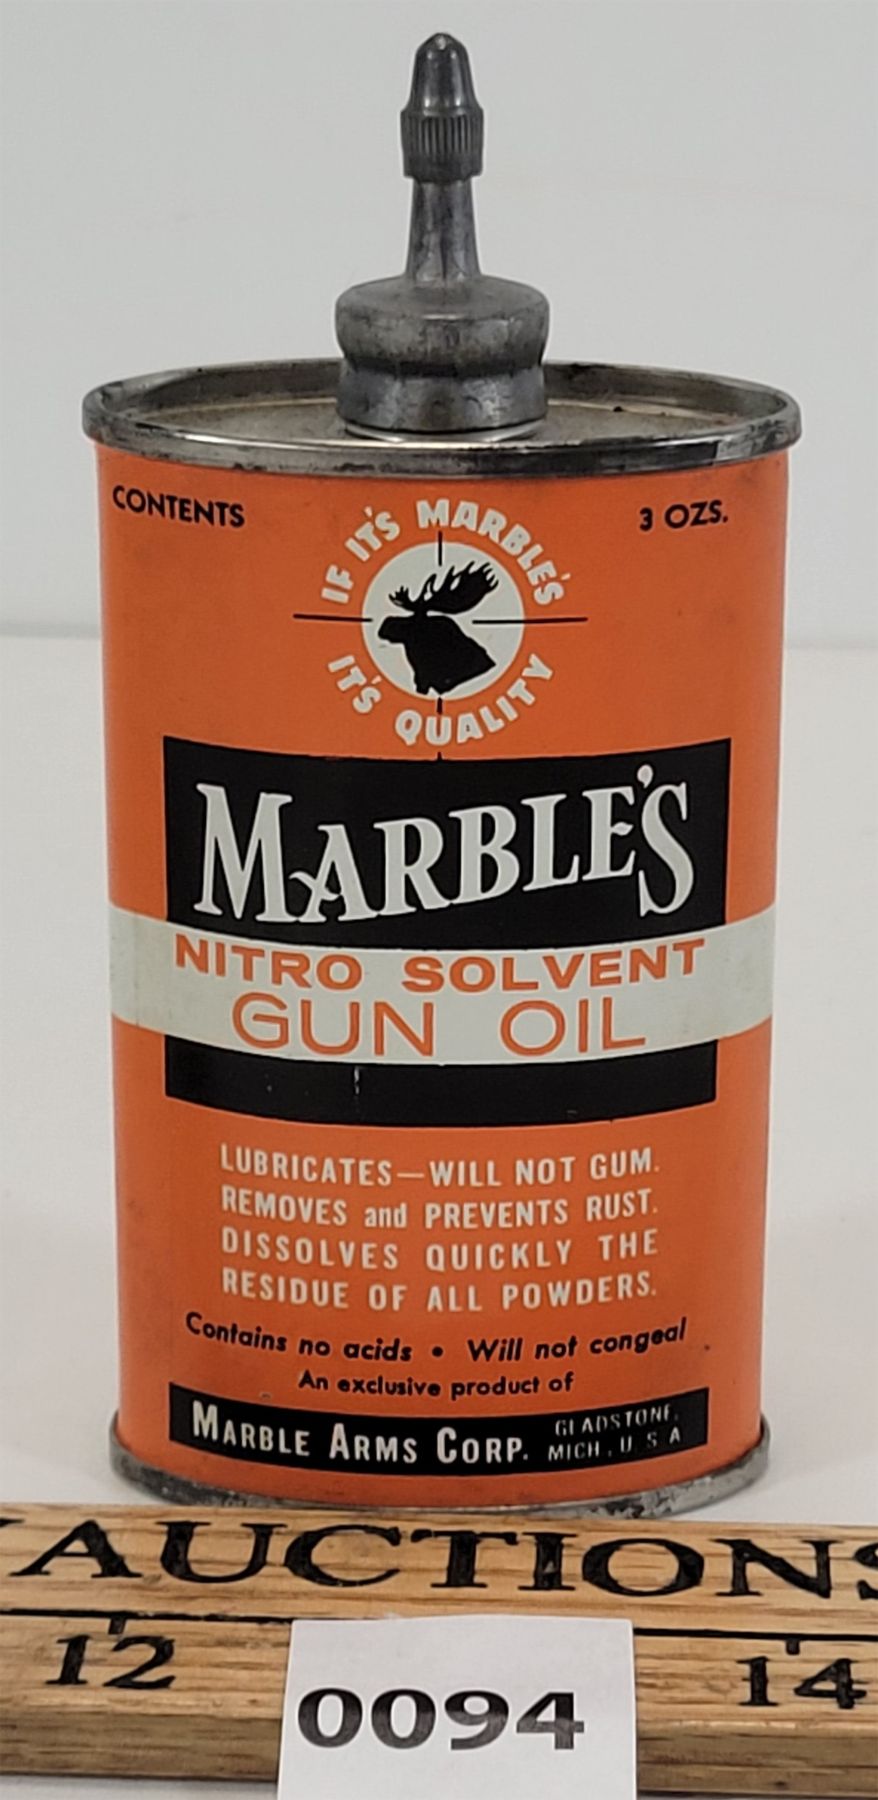 CONTENTS
3 OZS.
IF IT'S MARBLE'S
IT'S QUALITY
MARBLE'S
NITRO SOLVENT
GUN OIL
LUBRICATES—WILL NOT GUM.
REMOVES and PREVENTS RUST.
DISSOLVES QUICKLY THE
RESIDUE OF ALL POWDERS.
Contains no acids • Will not congeal
An exclusive product of
MARBLE ARMS CORP. GLADSTONE,
MICH., U S A
AUCTIONS
12
14
0094